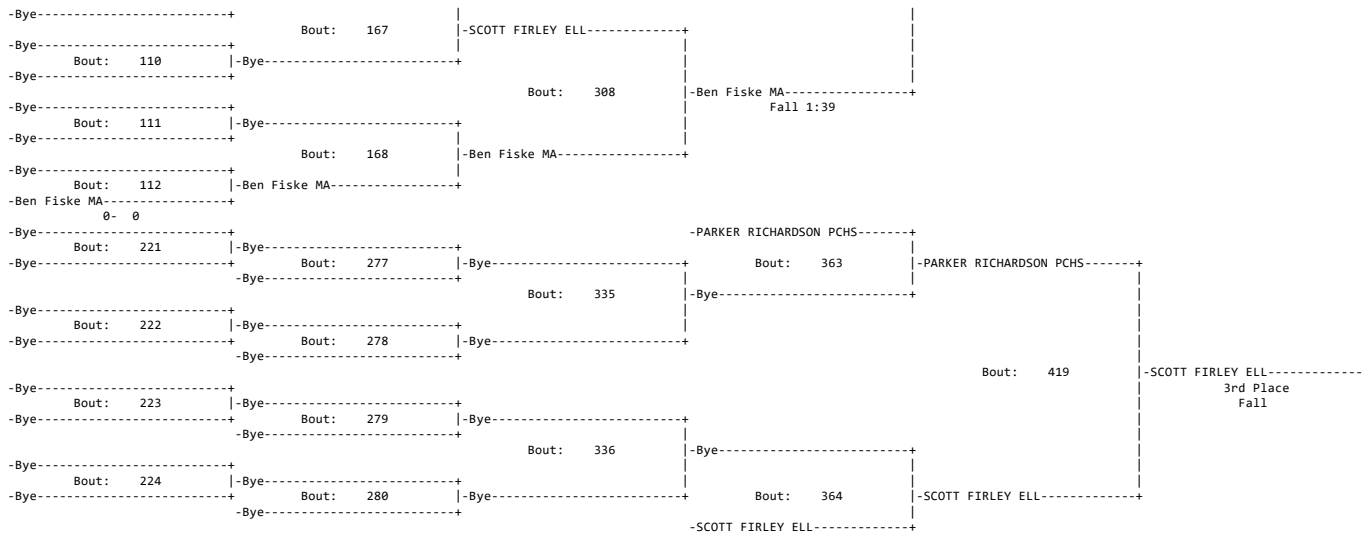 -Bye-------------------------+                             |                                                         |
                                     Bout:    167         |-SCOTT FIRLEY ELL-------------+                          |
-Bye-------------------------+                             |                             |                          |
        Bout:    110         |-Bye-------------------------+                             |                          |
-Bye-------------------------+                                                           |                          |
                                                                  Bout:    308         |-Ben Fiske MA-----------------+
-Bye-------------------------+                                                           |          Fall 1:39
        Bout:    111         |-Bye-------------------------+                             |
-Bye-------------------------+                             |                             |
                                     Bout:    168         |-Ben Fiske MA-----------------+
-Bye-------------------------+                             |
        Bout:    112         |-Ben Fiske MA-----------------+
-Ben Fiske MA-----------------+
            0-  0
-Bye-------------------------+                                                           -PARKER RICHARDSON PCHS-------+
        Bout:    221         |-Bye-------------------------+                                                           |
-Bye-------------------------+        Bout:    277         |-Bye-------------------------+        Bout:    363         |-PARKER RICHARDSON PCHS-------+
                              -Bye-------------------------+                             |                             |                             |
                                                                  Bout:    335         |-Bye-------------------------+                             |
-Bye-------------------------+                                                           |                                                           |
        Bout:    222         |-Bye-------------------------+                             |                                                           |
-Bye-------------------------+        Bout:    278         |-Bye-------------------------+                                                           |
                              -Bye-------------------------+                                                                                         |
                                                                                                                              Bout:    419         |-SCOTT FIRLEY ELL-------------
-Bye-------------------------+                                                                                                                       |          3rd Place
        Bout:    223         |-Bye-------------------------+                                                                                         |            Fall
-Bye-------------------------+        Bout:    279         |-Bye-------------------------+                                                           |
                              -Bye-------------------------+                             |                                                           |
                                                                  Bout:    336         |-Bye-------------------------+                             |
-Bye-------------------------+                                                           |                             |                             |
        Bout:    224         |-Bye-------------------------+                             |                             |                             |
-Bye-------------------------+        Bout:    280         |-Bye-------------------------+        Bout:    364         |-SCOTT FIRLEY ELL-------------+
                              -Bye-------------------------+                                                           |
                                                                                         -SCOTT FIRLEY ELL-------------+